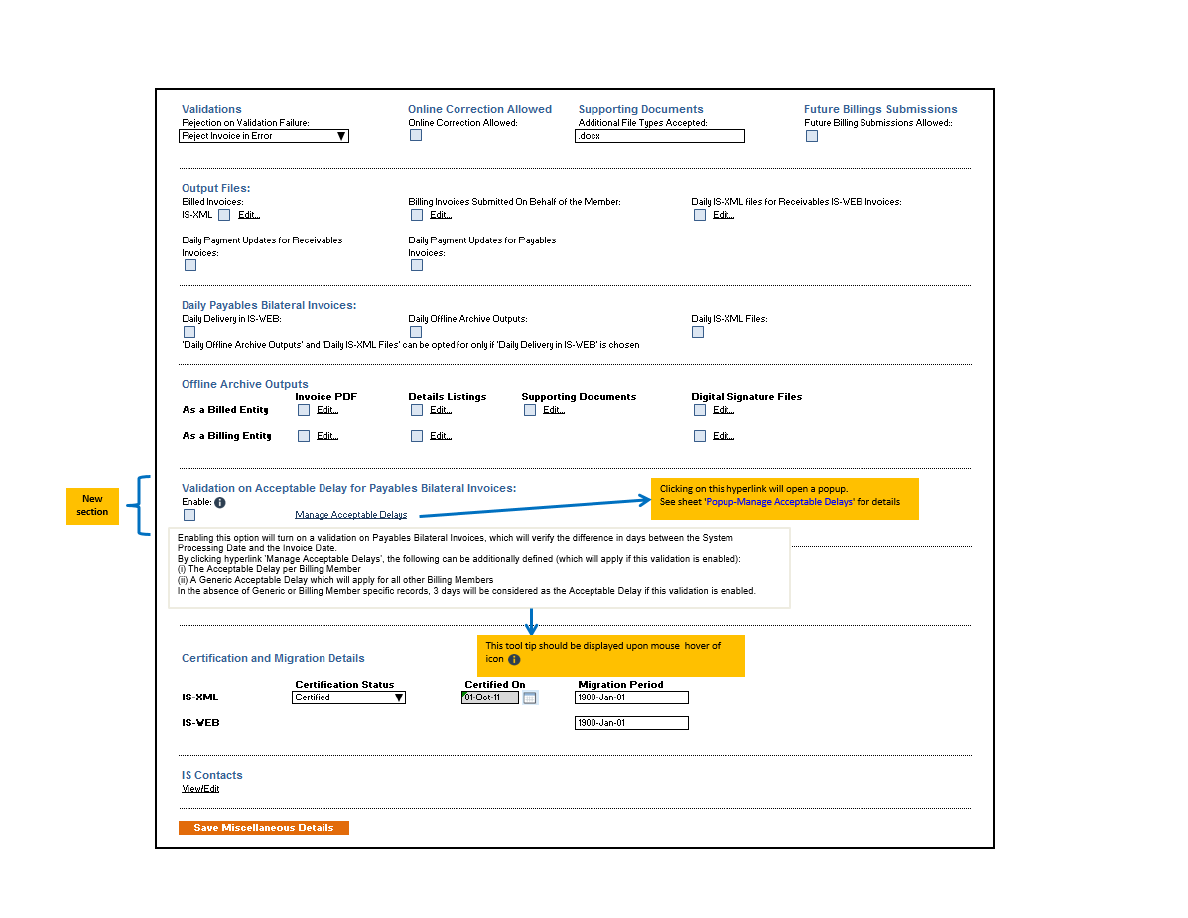 Validations
Rejection on Validation Failure:
Reject Invoice in Error
Online Correction Allowed
Online Correction Allowed:
Supporting Documents
Additional File Types Accepted:
.docx
Future Billings Submissions
Future Billing Submissions Allowed::
Output Files:
Billed Invoices:
IS-XML Edit...
Billing Invoices Submitted On Behalf of the Member:
Edit...
Daily IS-XML files for Receivables IS-WEB Invoices:
Edit...
Daily Payment Updates for Receivables
Invoices:
Daily Payment Updates for Payables
Invoices:
Daily Payables Bilateral Invoices:
Daily Delivery in IS-WEB:
Daily Offline Archive Outputs:
Daily IS-XML Files:
'Daily Offline Archive Outputs' and 'Daily IS-XML Files' can be opted for only if 'Daily Delivery in IS-WEB' is chosen
Offline Archive Outputs
Invoice PDF Details Listings Supporting Documents Digital Signature Files
As a Billed Entity Edit... Edit... Edit... Edit...
As a Billing Entity Edit... Edit... Edit...
New
section
Validation on Acceptable Delay for Payables Bilateral Invoices:
Enable:
Manage Acceptable Delays
Clicking on this hyperlink will open a popup.
See sheet 'Popup-Manage Acceptable Delays' for details
Enabling this option will turn on a validation on Payables Bilateral Invoices, which will verify the difference in days between the System
Processing Date and the Invoice Date.
By clicking hyperlink 'Manage Acceptable Delays', the following can be additionally defined (which will apply if this validation is enabled):
(i) The Acceptable Delay per Billing Member
(ii) A Generic Acceptable Delay which will apply for all other Billing Members
In the absence of Generic or Billing Member specific records, 3 days will be considered as the Acceptable Delay if this validation is enabled.
This tool tip should be displayed upon mouse hover of
icon
Certification and Migration Details
Certification Status Certified On Migration Period
IS-XML Certified 01-Oct-11 1900-Jan-01
IS-WEB 1900-Jan-01
IS Contacts
View/Edit
Save Miscellaneous Details